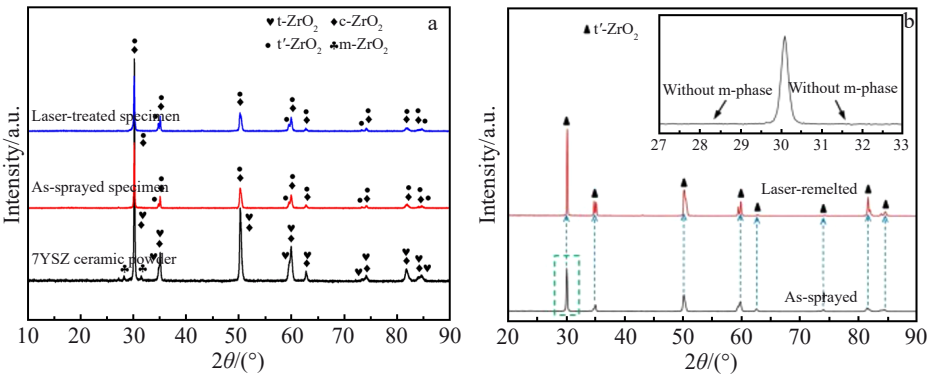 a
♥ t-ZrO₂ ♦ c-ZrO₂
● t′-ZrO₂ ♣ m-ZrO₂
Laser-treated specimen
As-sprayed specimen
7YSZ ceramic powder
Intensity/a.u.
10 20 30 40 50 60 70 80 90
2θ/(°)
b
▲ t′-ZrO₂
Without m-phase Without m-phase
27 28 29 30 31 32 33
Laser-remelted
As-sprayed
Intensity/a.u.
20 30 40 50 60 70 80 90
2θ/(°)